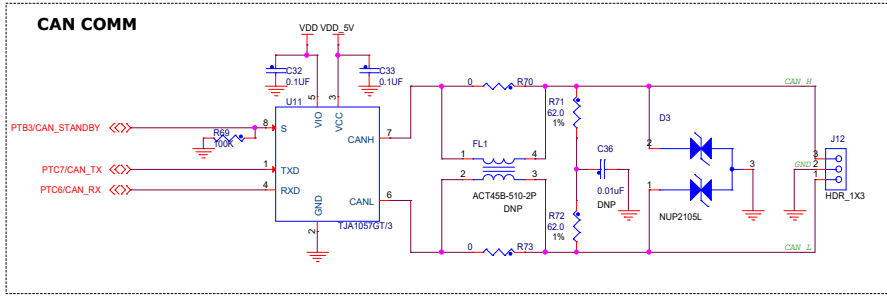 CAN COMM
VDD VDD_5V
C32
0.1UF
C33
0.1UF
U11
5
3
VIO
VCC
PTB3/CAN_STANDBY
8
S
R69
100K
PTC7/CAN_TX
1
TXD
PTC6/CAN_RX
4
RXD
CANH
7
CANL
6
GND
2
TJA1057GT/3
0
R70
FL1
1
4
2
3
ACT45B-510-2P
DNP
0
R73
R71
62.0
1%
R72
62.0
1%
C36
0.01uF
DNP
D3
2
1
3
NUP2105L
CAN_H
GND
CAN_L
J12
3
2
1
HDR_1X3